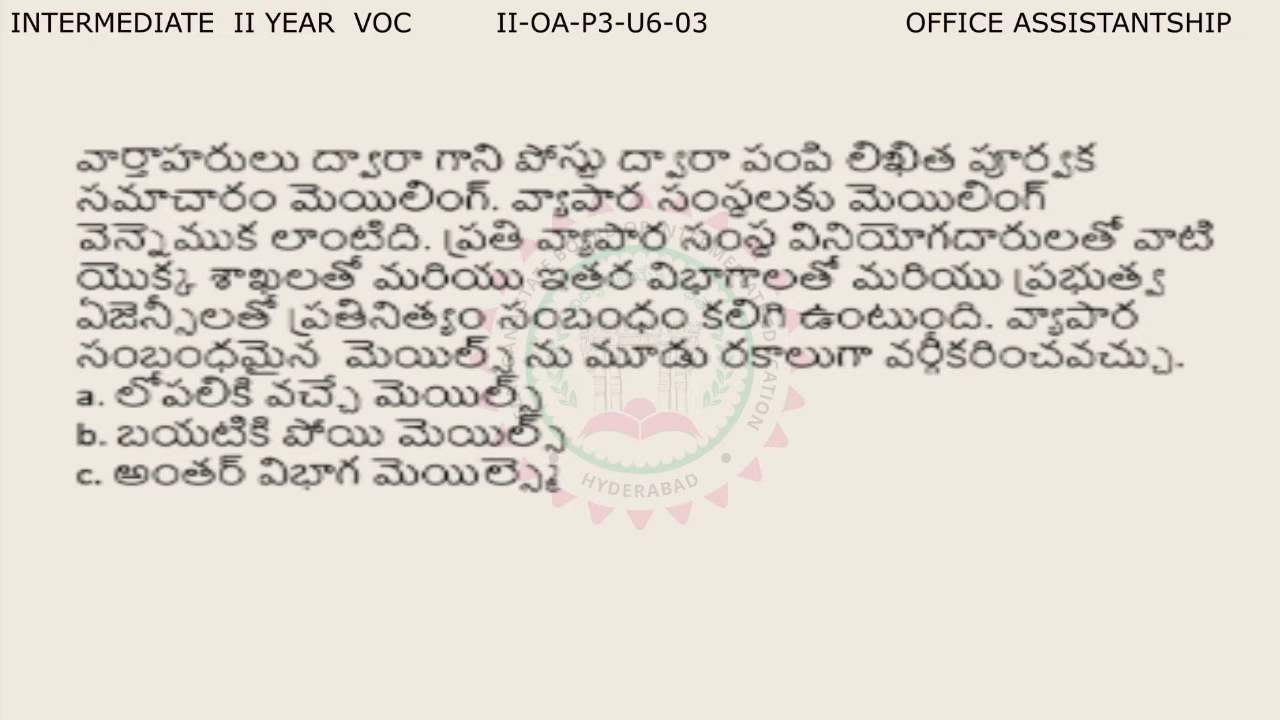 INTERMEDIATE II YEAR VOC II-OA-P3-U6-03 OFFICE ASSISTANTSHIP
వార్తాహరులు ద్వారా గాని పోస్తు ద్వారా పంపి లిఖిత పూర్వక
సమాచారం మెయిలింగ్. వ్యాపార సంస్థలకు మెయిలింగ్
వెన్నెముక లాంటిది. ప్రతి వ్యాపార సంస్థ వినియోగదారులతో వాటి
యొక్క శాఖలతో మరియు ఇతర విభాగాలతో మరియు ప్రభుత్వ
ఏజెన్సీలతో ప్రతినిత్యం సంబంధం కలిగి ఉంటుంది. వ్యాపార
సంబంధమైన మెయిల్స్ ను మూడు రకాలుగా వర్గీకరించవచ్చు.
a. లోపలికి వచ్చే మెయిల్స్
b. బయటికి పోయి మెయిల్స్
c. అంతర్ విభాగ మెయిల్స్
HYDERABAD